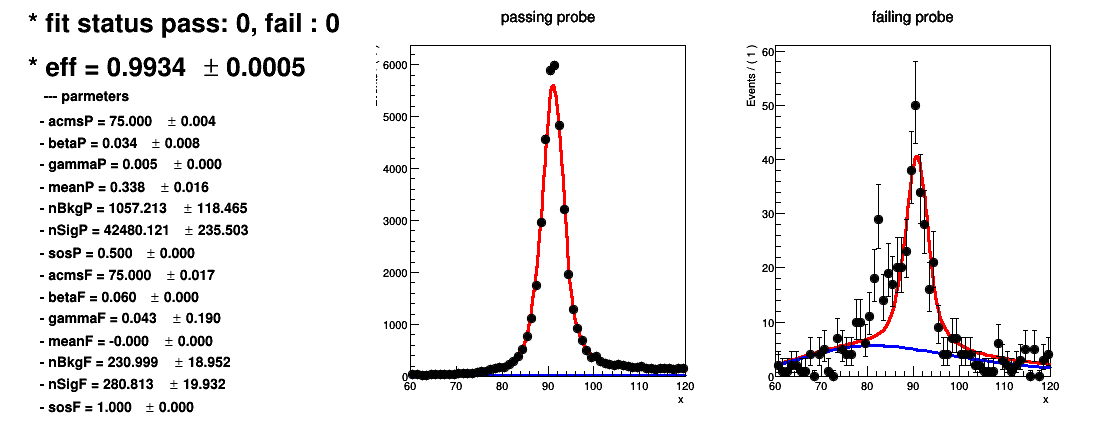 * fit status pass: 0, fail : 0
* eff = 0.9934 ± 0.0005
--- parmeters
- acmsP = 75.000 ± 0.004
- betaP = 0.034 ± 0.008
- gammaP = 0.005 ± 0.000
- meanP = 0.338 ± 0.016
- nBkgP = 1057.213 ± 118.465
- nSigP = 42480.121 ± 235.503
- sosP = 0.500 ± 0.000
- acmsF = 75.000 ± 0.017
- betaF = 0.060 ± 0.000
- gammaF = 0.043 ± 0.190
- meanF = -0.000 ± 0.000
- nBkgF = 230.999 ± 18.952
- nSigF = 280.813 ± 19.932
- sosF = 1.000 ± 0.000
passing probe
6000
5000
4000
3000
2000
1000
0
60 70 80 90 100 110 120
x
failing probe
Events / ( 1 )
60
50
40
30
20
10
0
60 70 80 90 100 110 120
x